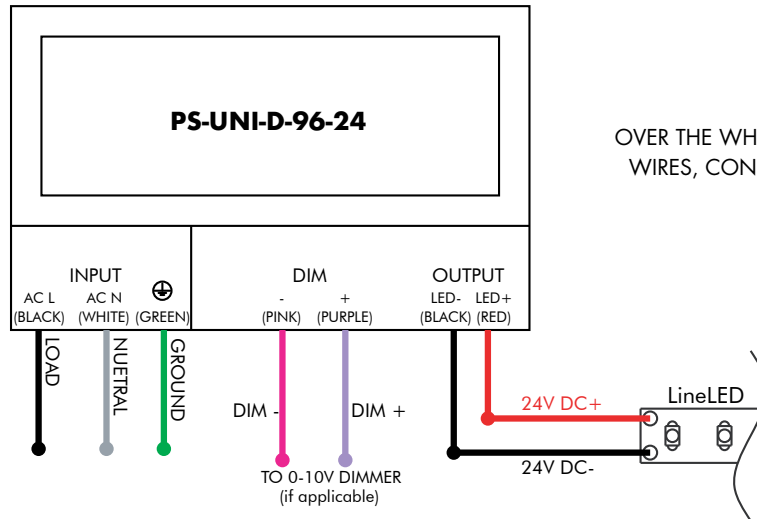 PS-UNI-D-96-24
OVER THE WH
WIRES, CON
INPUT
DIM
OUTPUT
AC L
AC N
-
+
LED-
LED+
(BLACK)
(WHITE)
(GREEN)
(PINK)
(PURPLE)
(BLACK)
(RED)
LOAD
NUETRAL
GROUND
DIM -
DIM +
24V DC+
LineLED
24V DC-
TO 0-10V DIMMER
(if applicable)